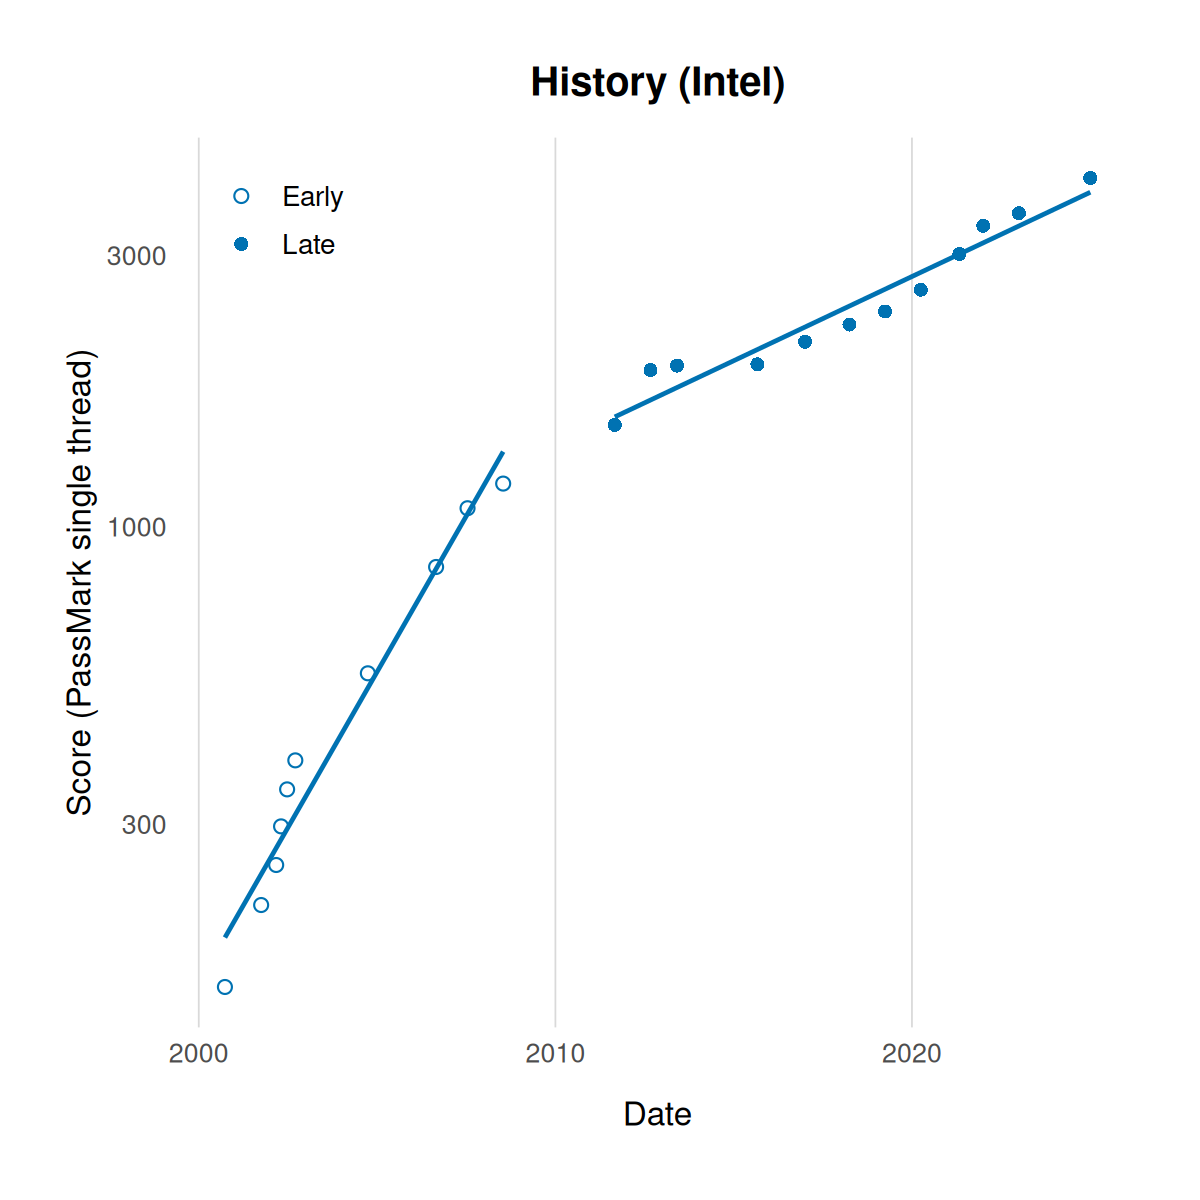 History (Intel)
Early
Late
3000
1000
300
Score (PassMark single thread)
2000 2010 2020
Date